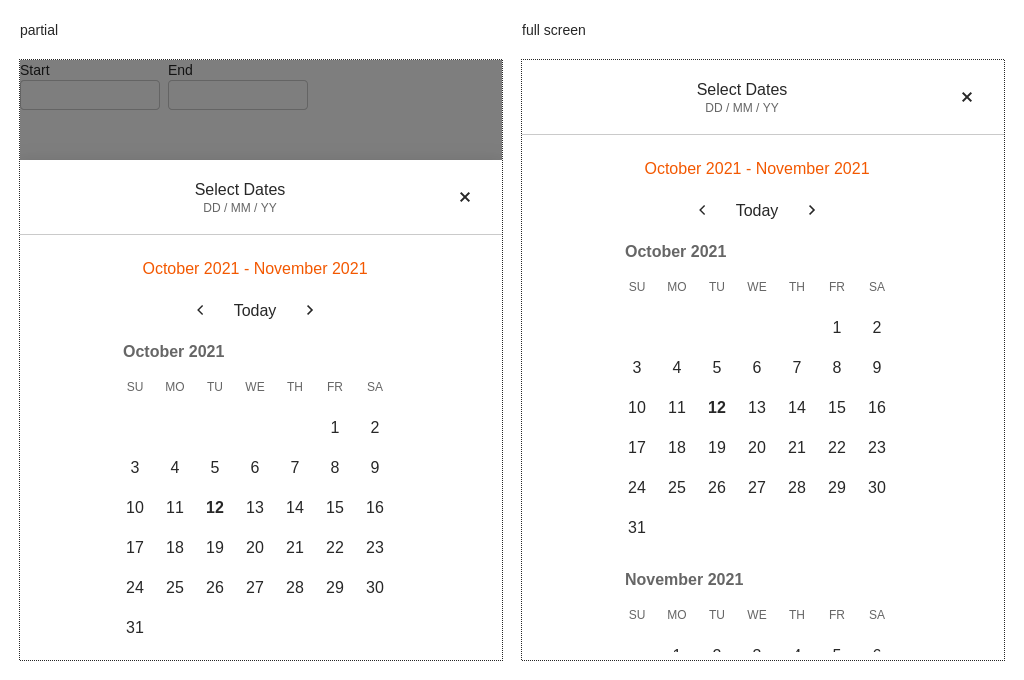 partial
Start End
Select Dates
DD / MM / YY
October 2021 - November 2021
Today
October 2021
SU MO TU WE TH FR SA
1 2
3 4 5 6 7 8 9
10 11 12 13 14 15 16
17 18 19 20 21 22 23
24 25 26 27 28 29 30
31
full screen
Select Dates
DD / MM / YY
October 2021 - November 2021
Today
October 2021
SU MO TU WE TH FR SA
1 2
3 4 5 6 7 8 9
10 11 12 13 14 15 16
17 18 19 20 21 22 23
24 25 26 27 28 29 30
31
November 2021
SU MO TU WE TH FR SA
1 2 3 4 5 6